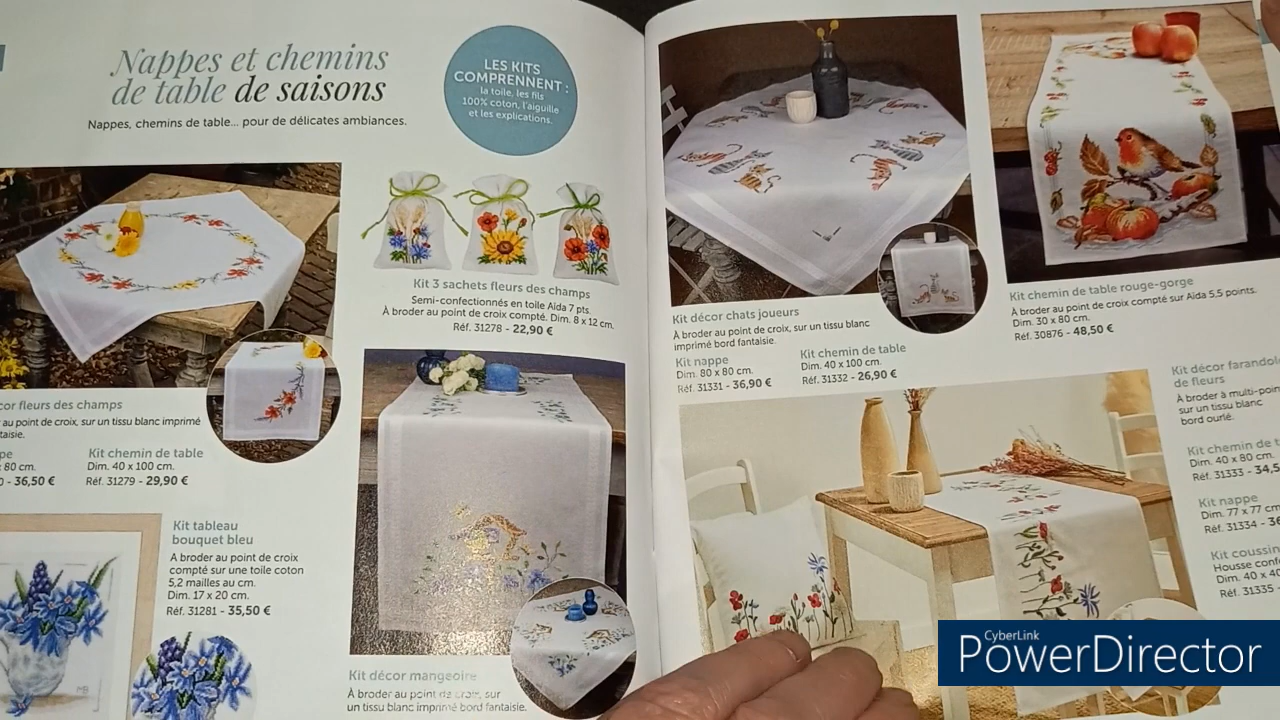 Nappes et chemins
de table de saisons
Nappes, chemins de table... pour de délicates ambiances.
LES KITS
COMPRENNENT :
la toile, les fils
100% coton, l'aiguille
et les explications.
Kit 3 sachets fleurs des champs
Semi-confectionnés en toile Aïda 7 pts.
À broder au point de croix compté. Dim. 8 x 12 cm.
Réf. 31278 - 22,90 €
cor fleurs des champs
au point de croix, sur un tissu blanc imprimé
taisie.
pe
x 80 cm.
0 - 36,50 €
Kit chemin de table
Dim. 40 x 100 cm.
Réf. 31279 - 29,90 €
Kit tableau
bouquet bleu
A broder au point de croix
compté sur une toile coton
5,2 mailles au cm.
Dim. 17 x 20 cm.
Réf. 31281 - 35,50 €
Kit décor mangeoire
À broder au point de croix, sur
un tissu blanc imprimé bord fantaisie.
Kit décor chats joueurs
À broder au point de croix, sur un tissu blanc
imprimé bord fantaisie.
Kit nappe
Dim. 80 x 80 cm.
Réf. 31331 - 36,90 €
Kit chemin de table
Dim. 40 x 100 cm.
Réf. 31332 - 26,90 €
Kit chemin de table rouge-gorge
À broder au point de croix compté sur Aïda 5,5 points.
Dim. 30 x 80 cm.
Réf. 30876 - 48,50 €
Kit décor farando
de fleurs
À broder à multi-poi
sur un tissu blanc
bord ourlé.
Kit chemin de t
Dim. 40 x 80 cm.
Réf. 31333 - 34,5
Kit nappe
Dim. 77 x 77 cm
Réf. 31334 - 3
Kit coussin
Housse conf
Dim. 40 x 40
Réf. 31335
CyberLink
PowerDirector